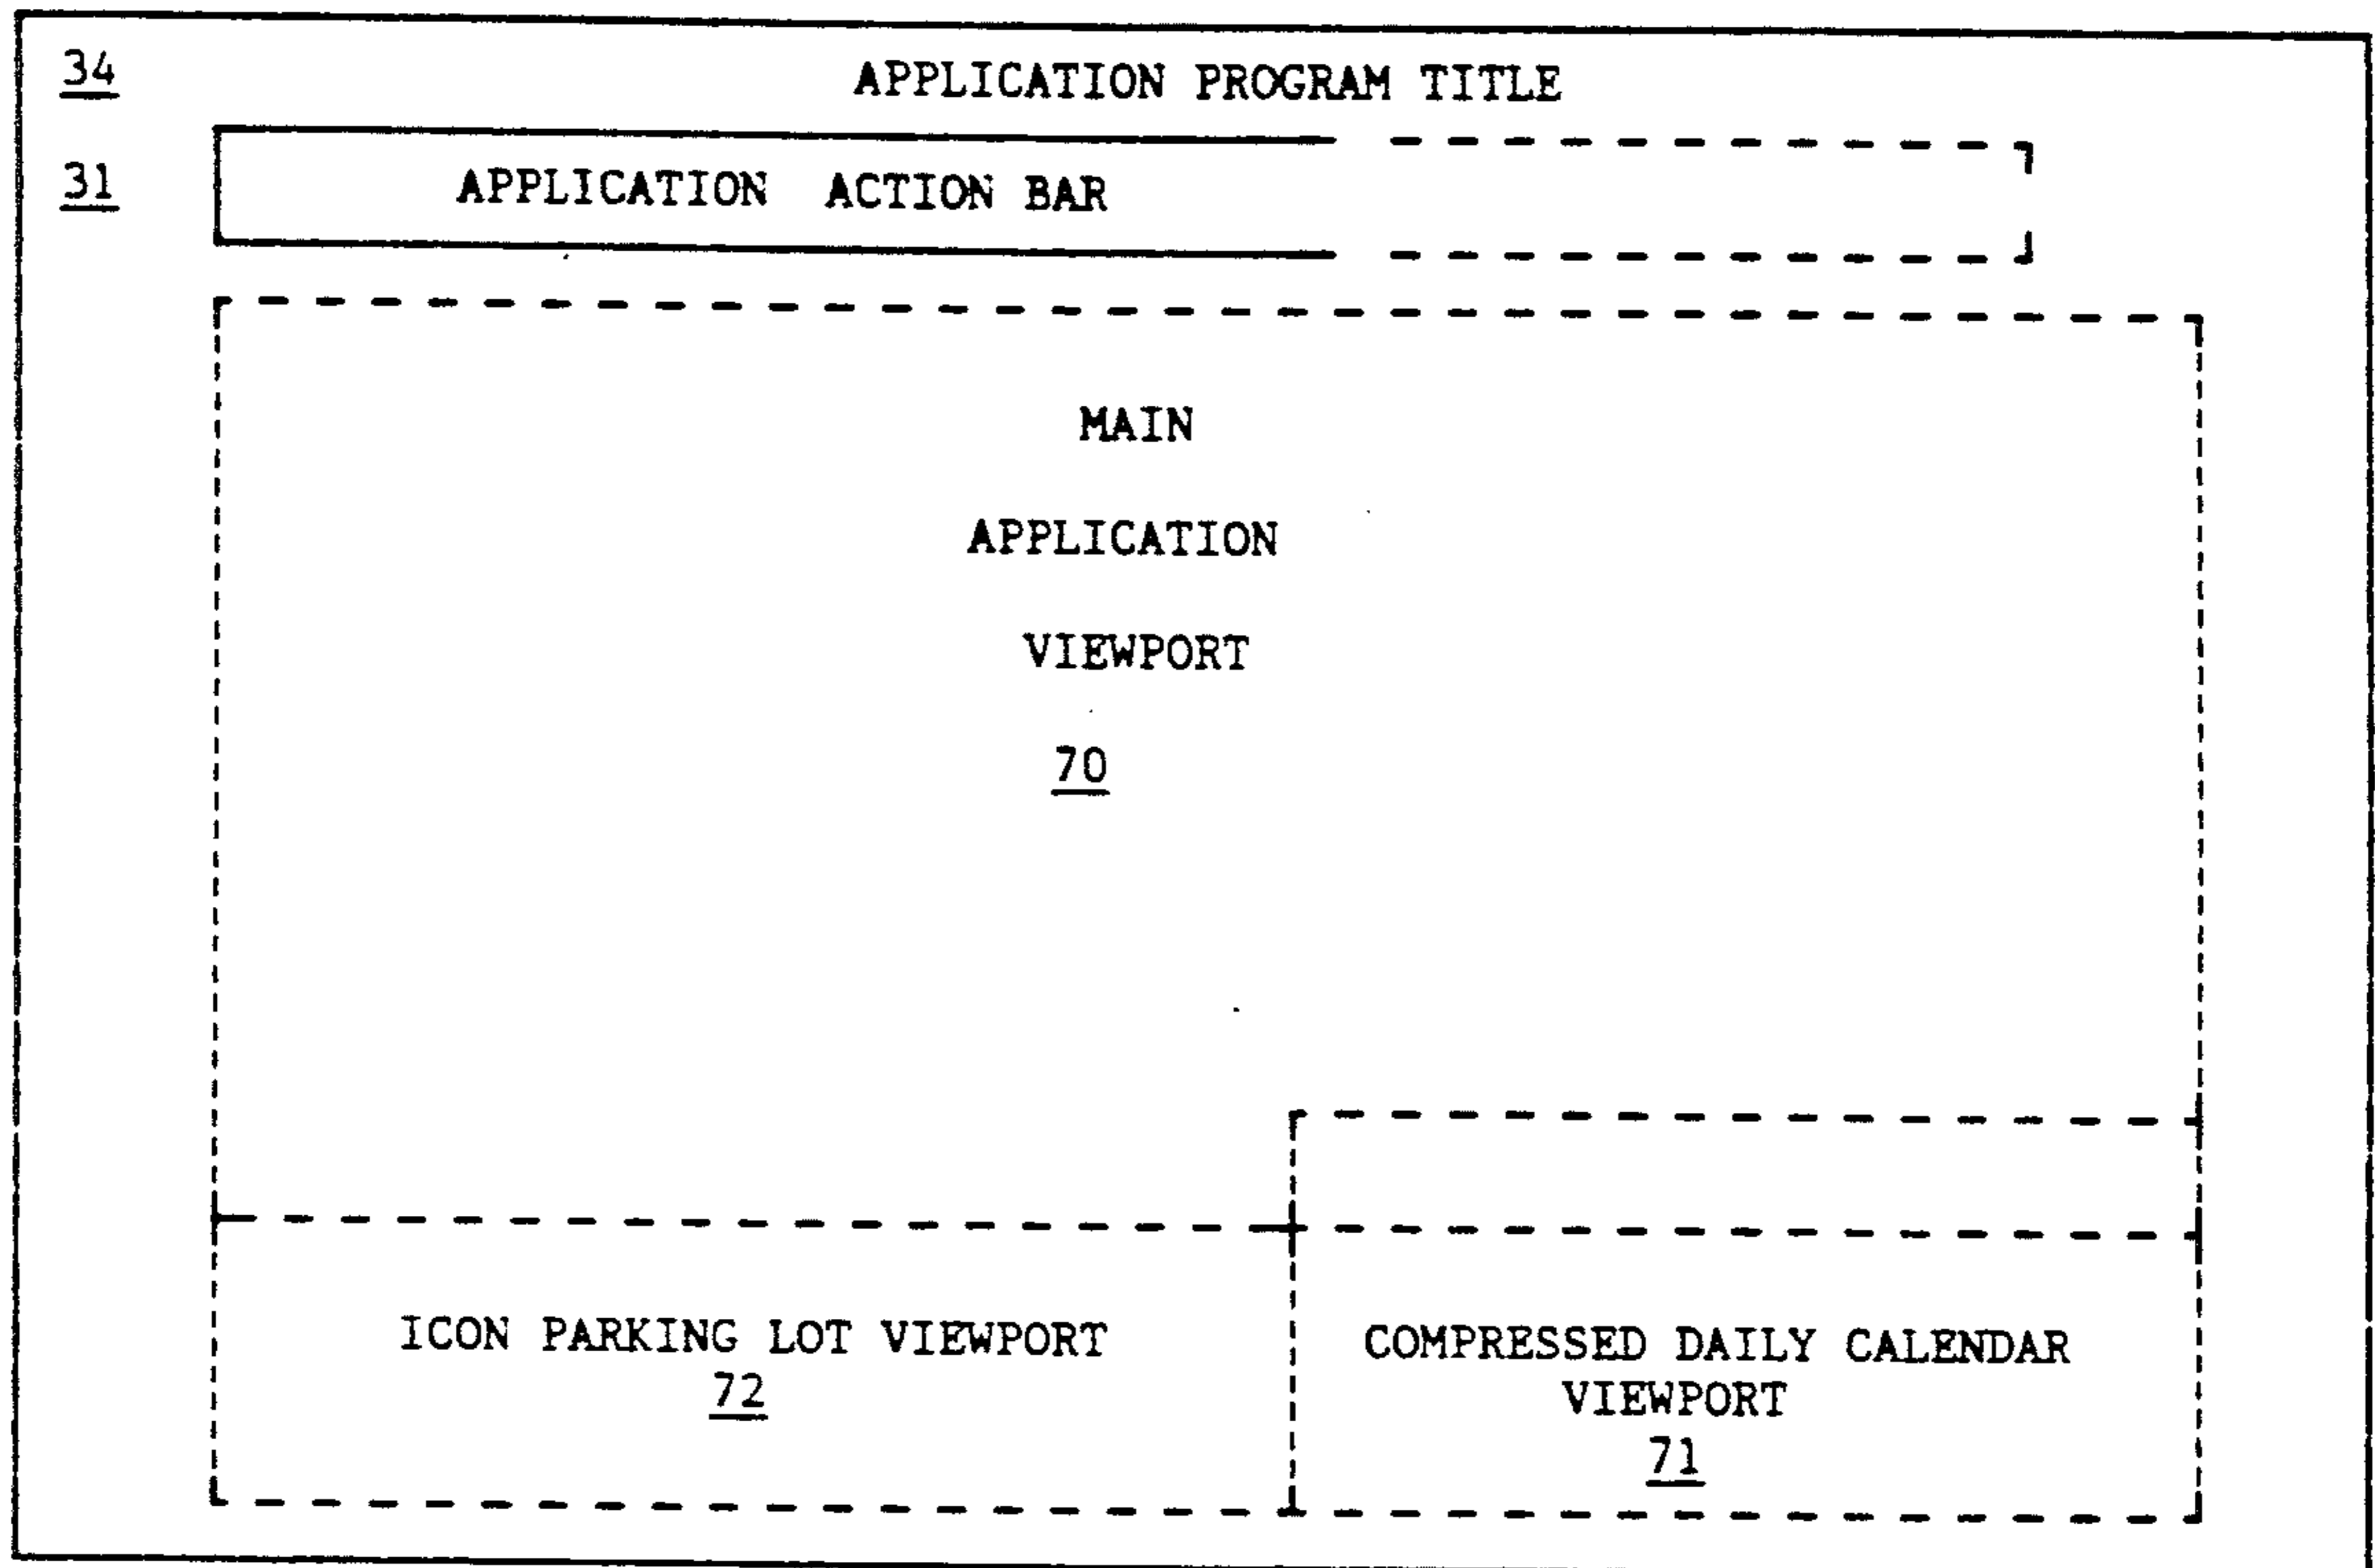 34 APPLICATION PROGRAM TITLE
31 APPLICATION ACTION BAR
MAIN
APPLICATION
VIEWPORT
70
ICON PARKING LOT VIEWPORT
72
COMPRESSED DAILY CALENDAR
VIEWPORT
71